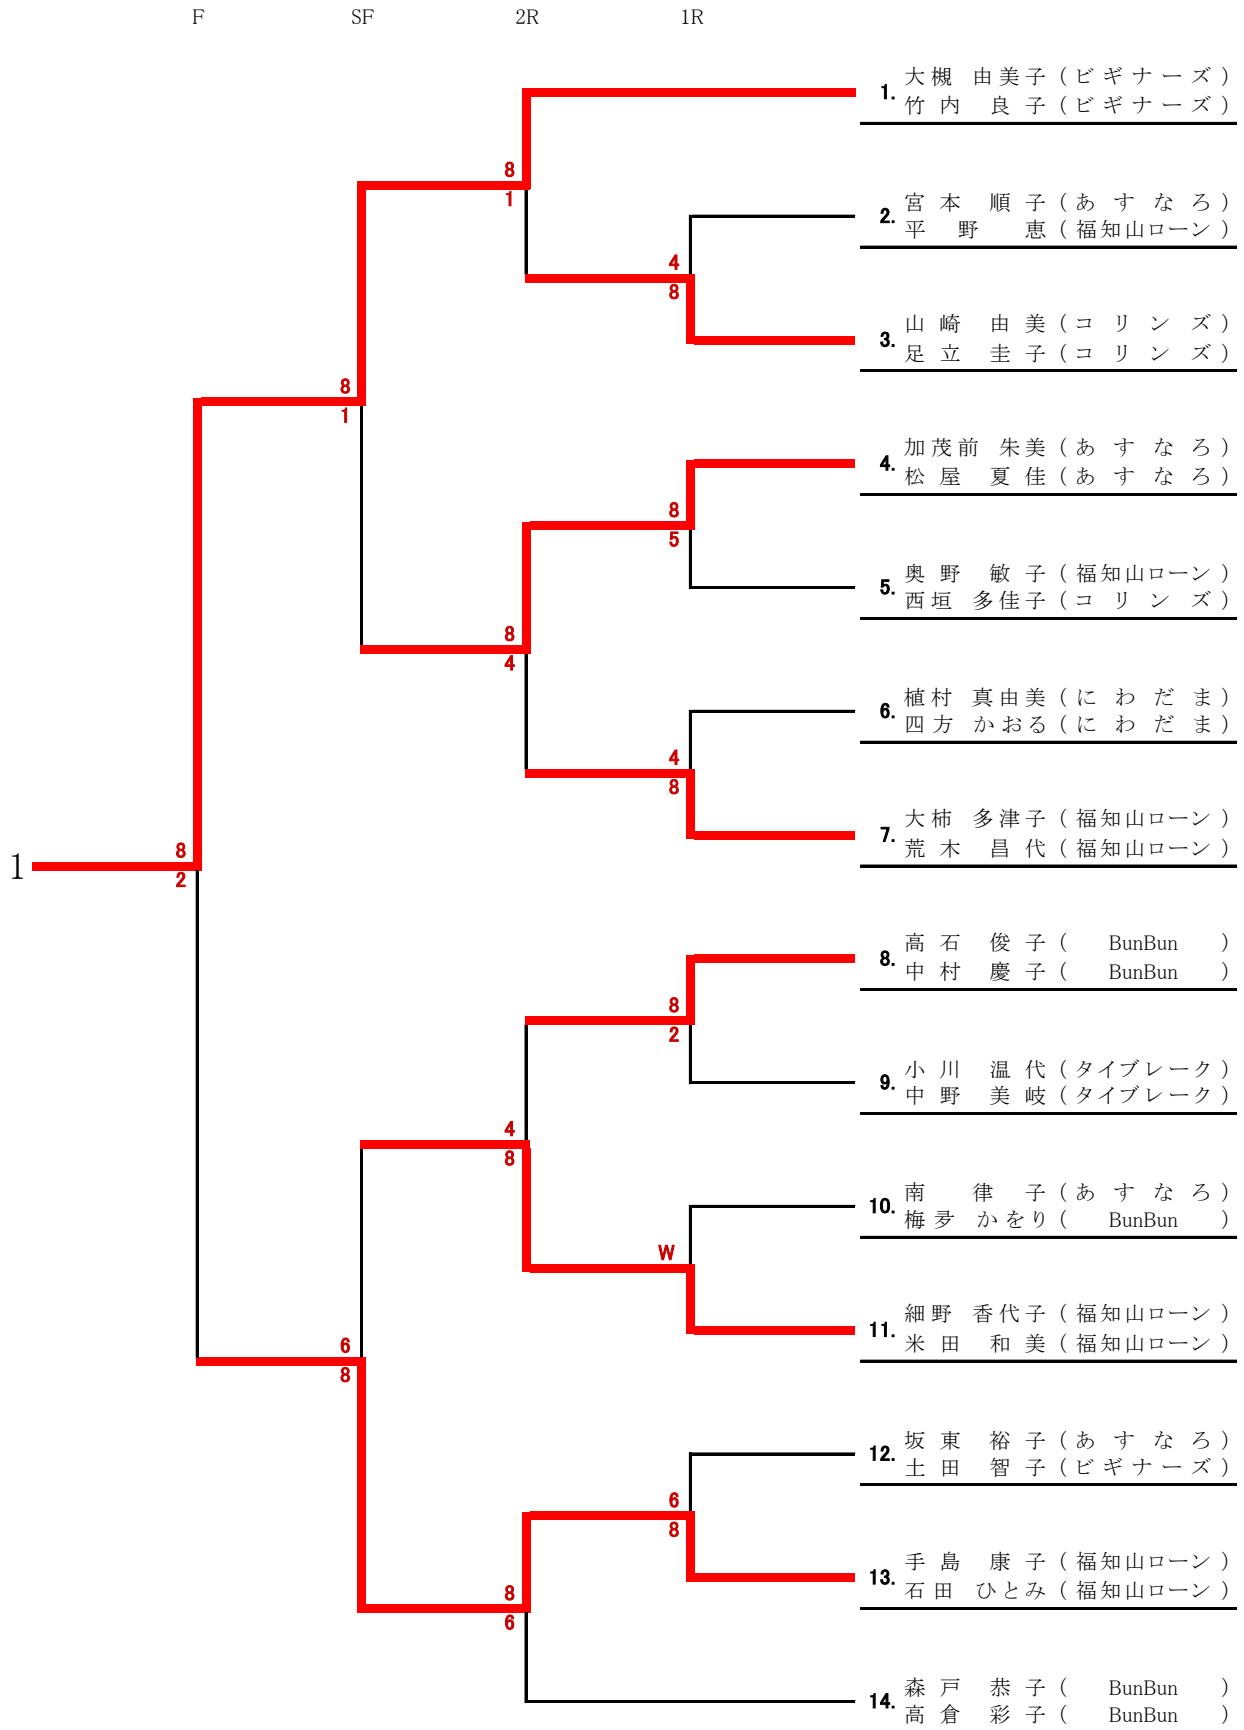 F SF 2R 1R
1. 大槻 由美子(ビギナーズ)
竹内 良子(ビギナーズ)
8
1
2. 宮本 順子(あすなろ)
平野 恵(福知山ローン)
4
8
3. 山崎 由美(コリンズ)
足立 圭子(コリンズ)
8
1
4. 加茂前 朱美(あすなろ)
松屋 夏佳(あすなろ)
8
5
5. 奥野 敏子(福知山ローン)
西垣 多佳子(コリンズ)
8
4
6. 植村 真由美(にわだま)
四方 かおる(にわだま)
4
8
7. 大柿 多津子(福知山ローン)
荒木 昌代(福知山ローン)
1
8
2
8. 高石 俊子(BunBun)
中村 慶子(BunBun)
8
2
9. 小川 温代(タイブレーク)
中野 美岐(タイブレーク)
4
8
10. 南 律子(あすなろ)
梅 かをり(BunBun)
W
11. 細野 香代子(福知山ローン)
米田 和美(福知山ローン)
6
8
12. 坂東 裕子(あすなろ)
土田 智子(ビギナーズ)
6
8
13. 手島 康子(福知山ローン)
石田 ひとみ(福知山ローン)
8
6
14. 森戸 恭子(BunBun)
高倉 彩子(BunBun)